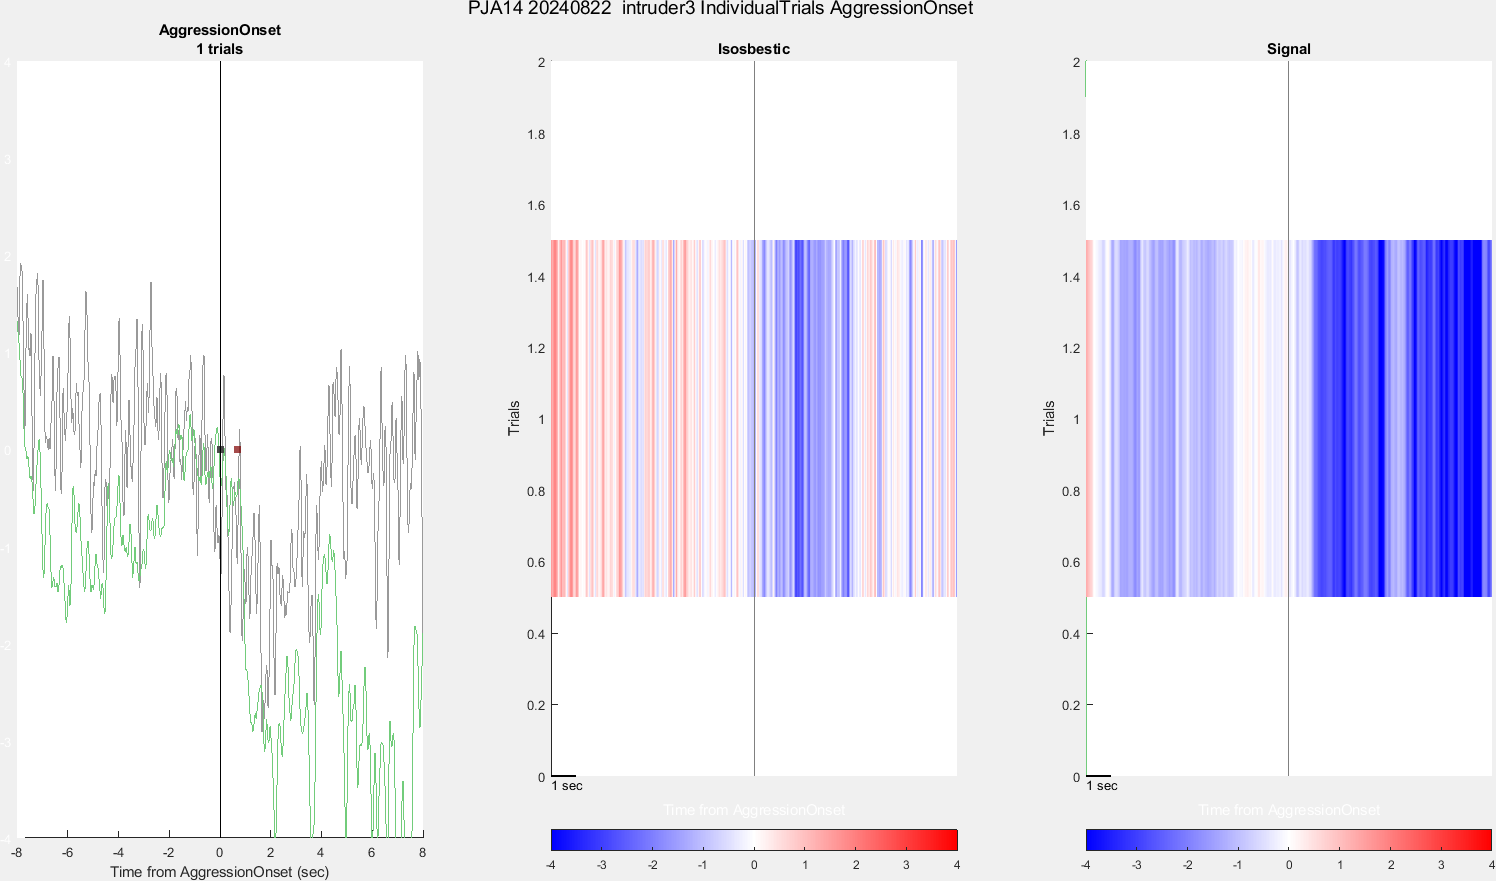 PJA14 20240822  intruder3 IndividualTrials AggressionOnset
AggressionOnset
1 trials
4
3
2
1
0
-1
-2
-3
-4
-8 -6 -4 -2 0 2 4 6 8
Time from AggressionOnset (sec)
Isosbestic
Trials
2
1.8
1.6
1.4
1.2
1
0.8
0.6
0.4
0.2
0
1 sec
Time from AggressionOnset
-4 -3 -2 -1 0 1 2 3 4
Signal
Trials
2
1.8
1.6
1.4
1.2
1
0.8
0.6
0.4
0.2
0
1 sec
Time from AggressionOnset
-4 -3 -2 -1 0 1 2 3 4